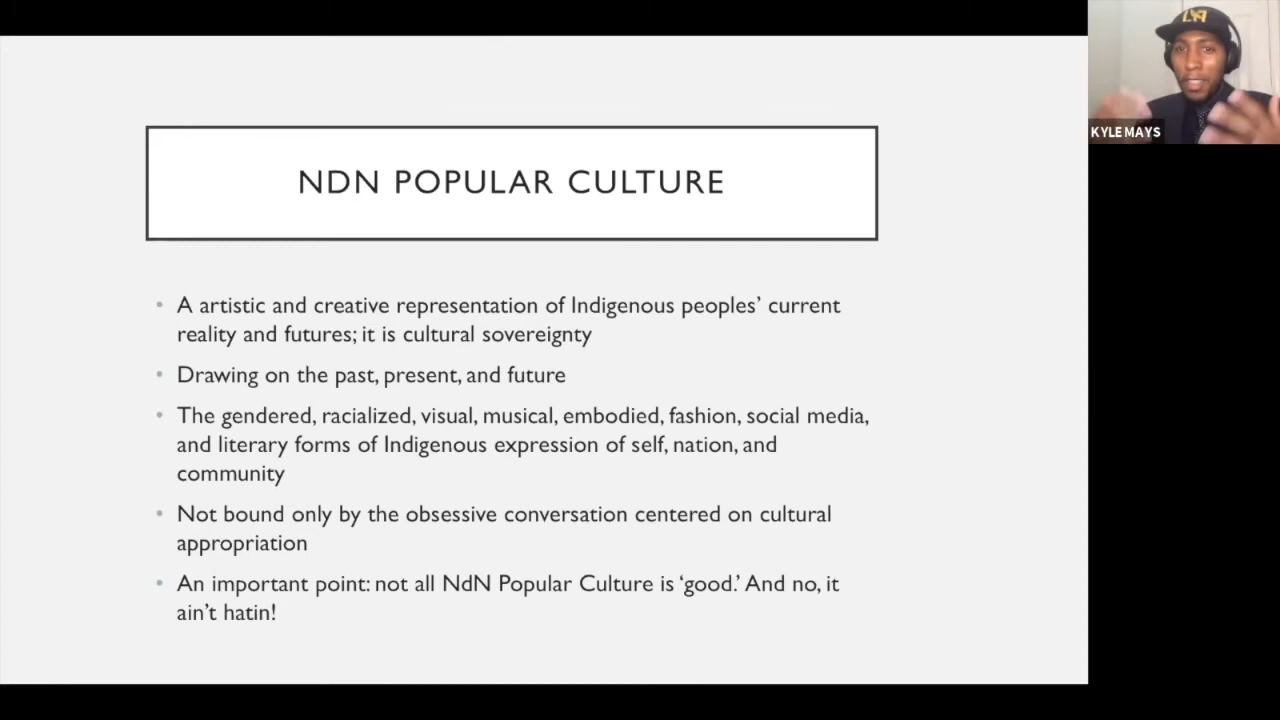 NDN POPULAR CULTURE
KYLE MAYS
• A artistic and creative representation of Indigenous peoples’ current
reality and futures; it is cultural sovereignty
• Drawing on the past, present, and future
• The gendered, racialized, visual, musical, embodied, fashion, social media,
and literary forms of Indigenous expression of self, nation, and
community
• Not bound only by the obsessive conversation centered on cultural
appropriation
• An important point: not all NdN Popular Culture is ‘good.’ And no, it
ain’t hatin!